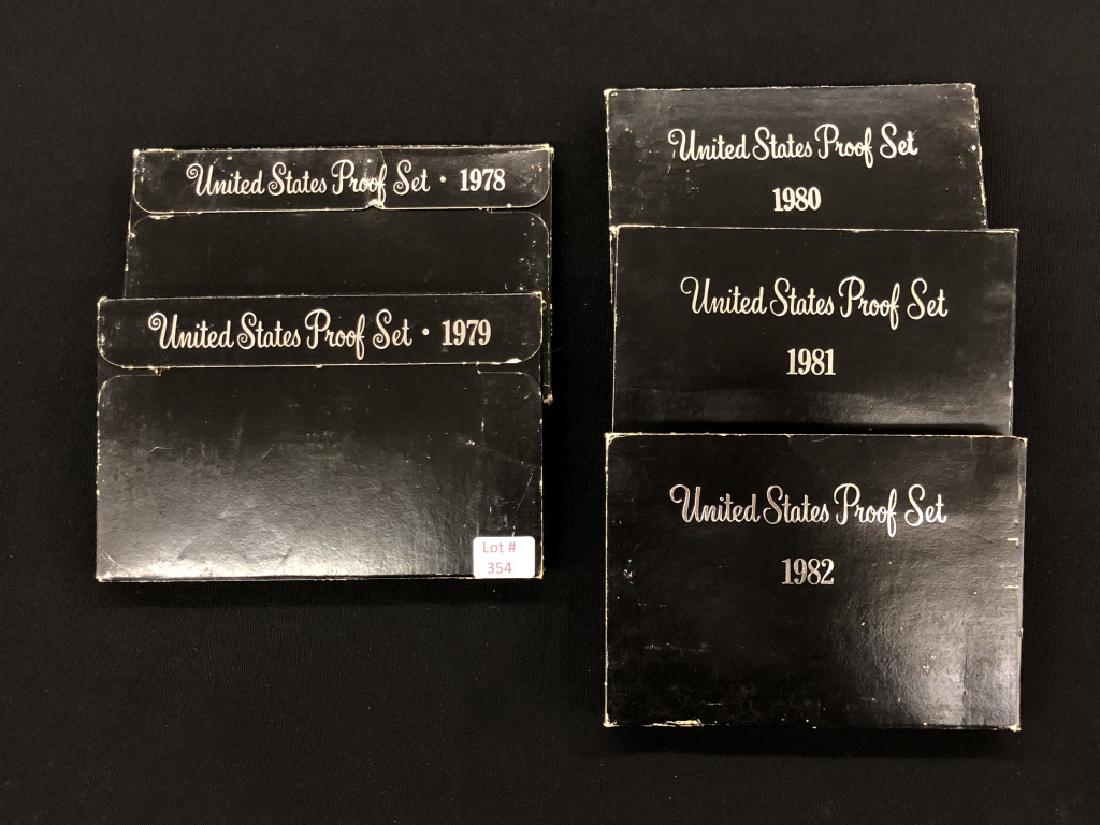 United States Proof Set • 1978
United States Proof Set • 1979
Lot #
354
United States Proof Set
1980
United States Proof Set
1981
United States Proof Set
1982